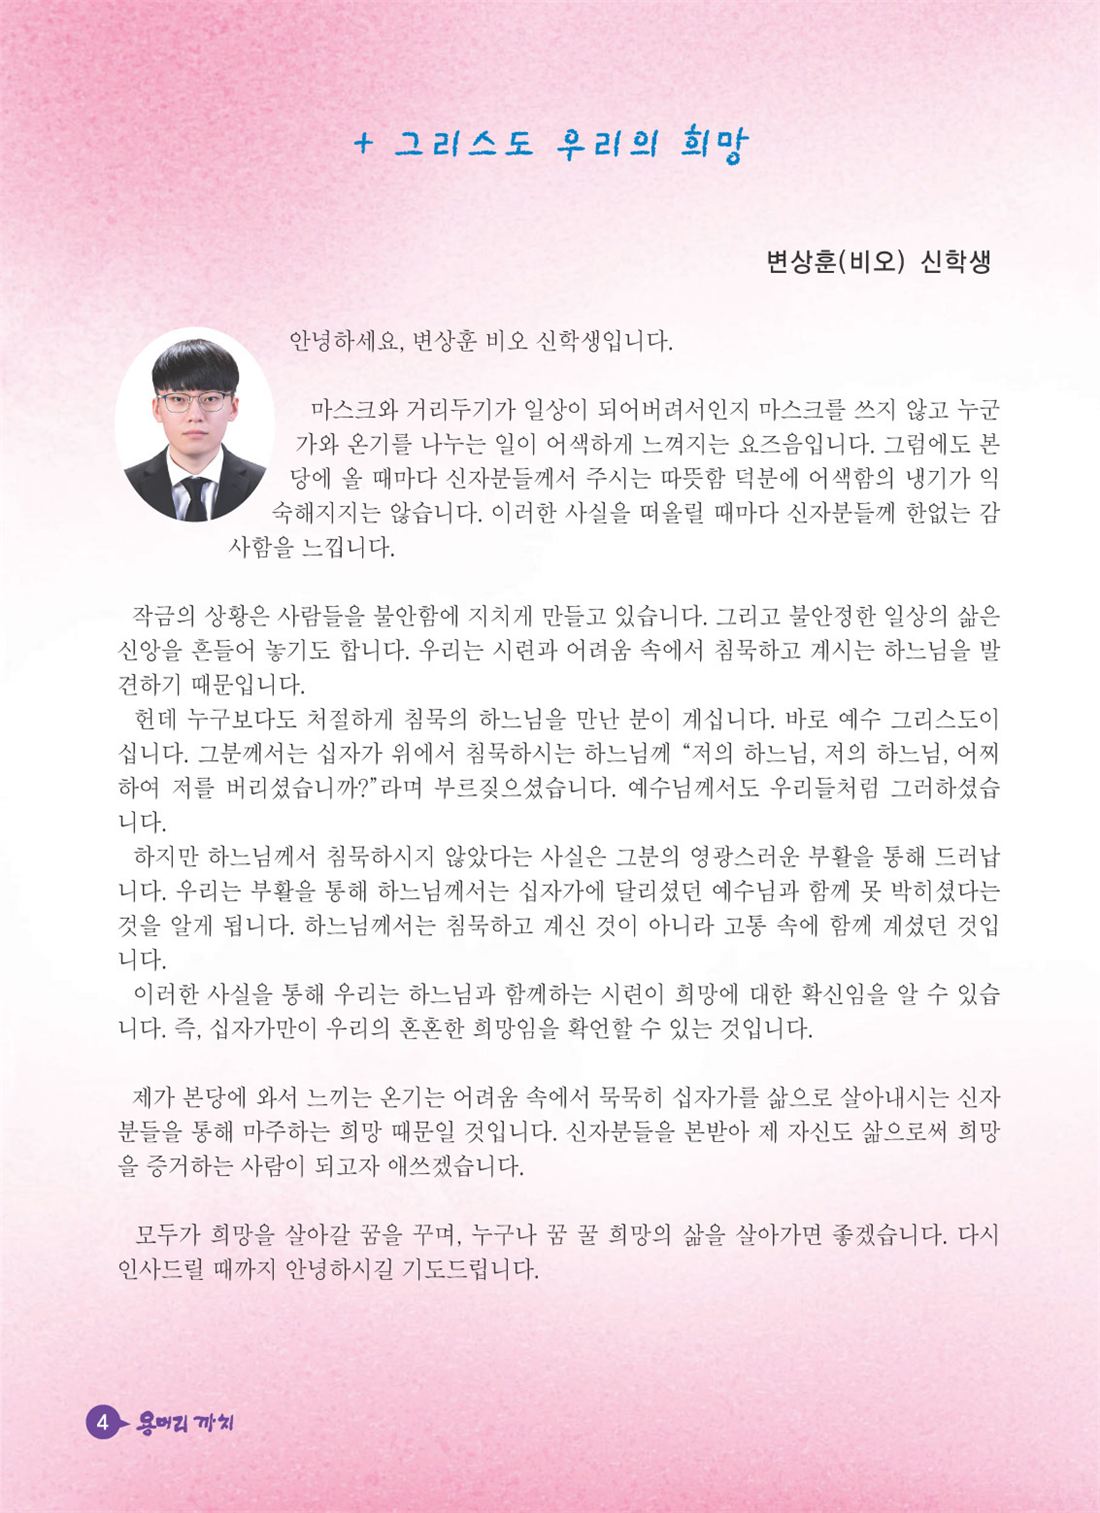 + 그리스도 우리의 희망
변상훈(비오) 신학생
안녕하세요, 변상훈 비오 신학생입니다.
마스크와 거리두기가 일상이 되어버려서인지 마스크를 쓰지 않고 누군
가와 온기를 나누는 일이 어색하게 느껴지는 요즈음입니다. 그럼에도 본
당에 올 때마다 신자분들께서 주시는 따뜻함 덕분에 어색함의 냉기가 익
숙해지지는 않습니다. 이러한 사실을 떠올릴 때마다 신자분들께 한없는 감
사함을 느낍니다.
작금의 상황은 사람들을 불안함에 지치게 만들고 있습니다. 그리고 불안정한 일상의 삶은
신앙을 흔들어 놓기도 합니다. 우리는 시련과 어려움 속에서 침묵하고 계시는 하느님을 발
견하기 때문입니다.
헌데 누구보다도 처절하게 침묵의 하느님을 만난 분이 계십니다. 바로 예수 그리스도이
십니다. 그분께서는 십자가 위에서 침묵하시는 하느님께 “저의 하느님, 저의 하느님, 어찌
하여 저를 버리셨습니까?”라며 부르짖으셨습니다. 예수님께서도 우리들처럼 그러하셨습
니다.
하지만 하느님께서 침묵하시지 않았다는 사실은 그분의 영광스러운 부활을 통해 드러납
니다. 우리는 부활을 통해 하느님께서는 십자가에 달리셨던 예수님과 함께 못 박히셨다는
것을 알게 됩니다. 하느님께서는 침묵하고 계신 것이 아니라 고통 속에 함께 계셨던 것입
니다.
이러한 사실을 통해 우리는 하느님과 함께하는 시련이 희망에 대한 확신임을 알 수 있습
니다. 즉, 십자가만이 우리의 혼혼한 희망임을 확언할 수 있는 것입니다.
제가 본당에 와서 느끼는 온기는 어려움 속에서 묵묵히 십자가를 삶으로 살아내시는 신자
분들을 통해 마주하는 희망 때문일 것입니다. 신자분들을 본받아 제 자신도 삶으로써 희망
을 증거하는 사람이 되고자 애쓰겠습니다.
모두가 희망을 살아갈 꿈을 꾸며, 누구나 꿈 꿀 희망의 삶을 살아가면 좋겠습니다. 다시
인사드릴 때까지 안녕하시길 기도드립니다.
4 용머리 까치